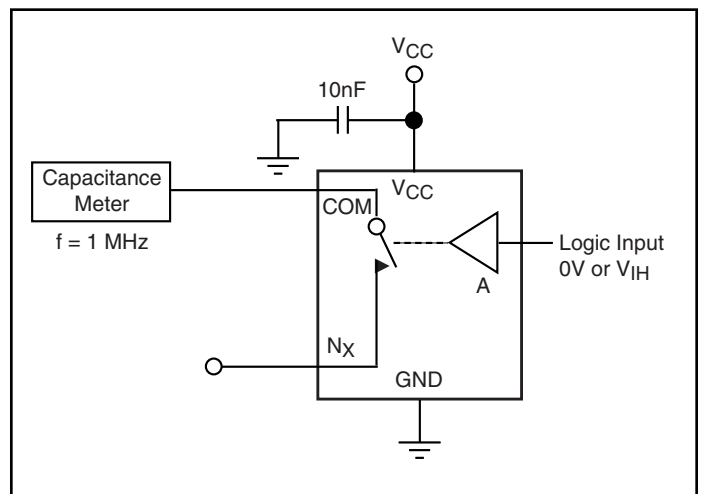 VCC
10nF
Capacitance
Meter
f = 1 MHz
VCC
COM
Logic Input
0V or VIH
A
NX
GND